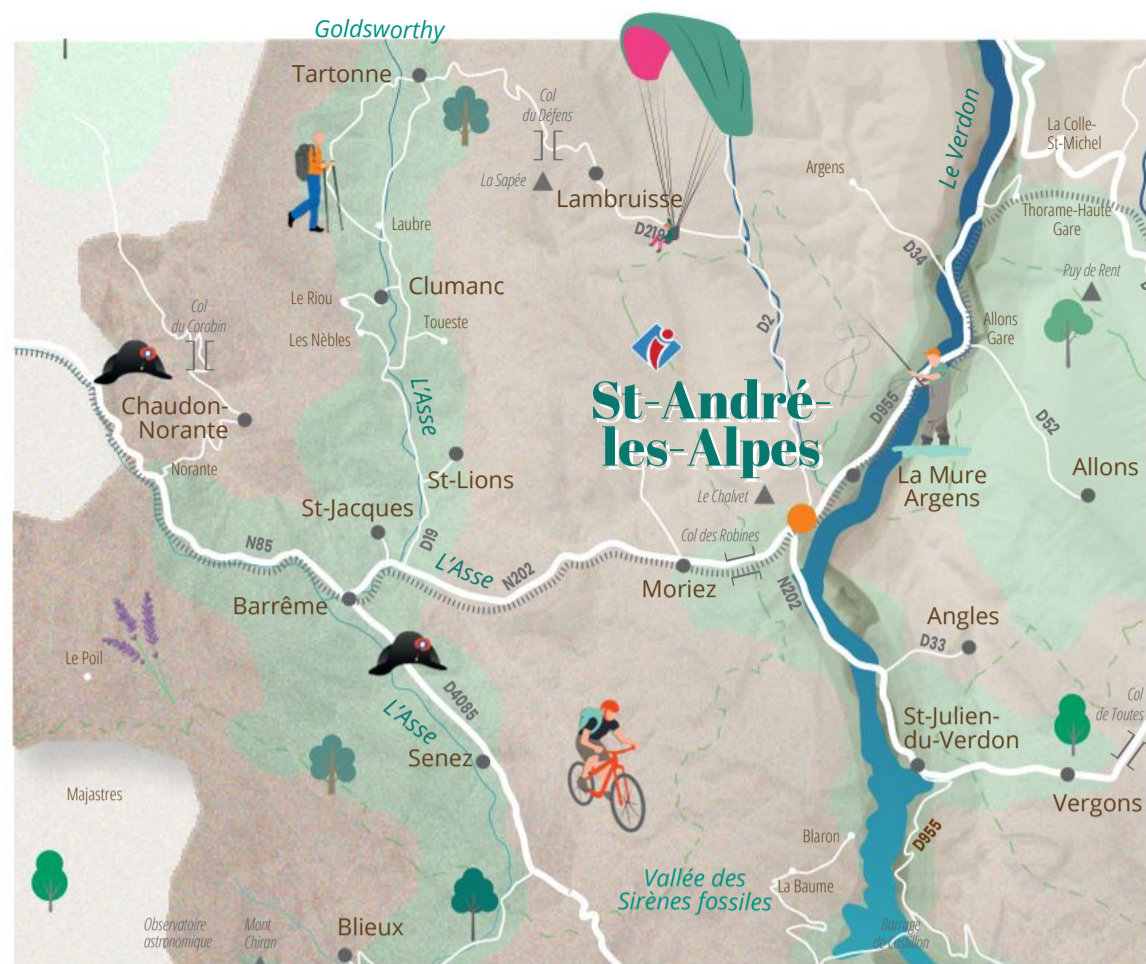 Goldsworthy
Tartonne
Col
du Défens
La Sapée
Lambruisse
D219
Argens
Le Verdon
La Colle-
St-Michel
Thorame-Haute
Gare
Puy de Rent
D34
Laubre
Clumanc
Le Riou
Toueste
Les Nèbles
Col
du Corobin
D2
Allons
Gare
Chaudon-
Norante
Norante
L'Asse
St-André-
les-Alpes
D955
D52
Allons
La Mure
Argens
St-Lions
St-Jacques
D19
Le Chalvet
Col des Robines
N85
L'Asse
N202
Moriez
N202
Barrême
Angles
D33
Le Poil
D4085
L'Asse
Senez
St-Julien-
du-Verdon
Col
de Toutes
Vergons
Majastres
D955
Blaron
La Baume
Vallée des
Sirènes fossiles
Observatoire
astronomique
Mont
Chiran
Blieux
Barrage
de Castillon